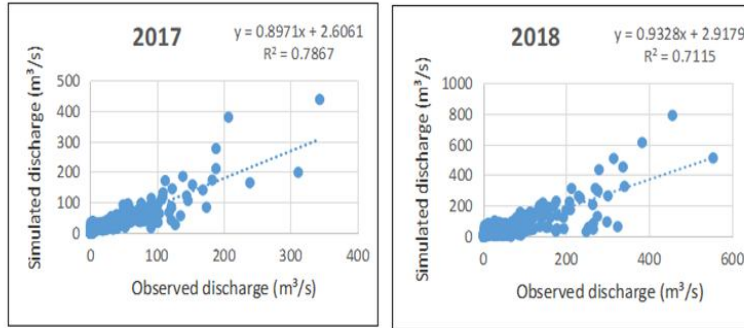 2017
y = 0.8971x + 2.6061
R² = 0.7867
Simulated discharge (m³/s)
500
400
300
200
100
0
0 100 200 300 400
Observed discharge (m³/s)
2018
y = 0.9328x + 2.9179
R² = 0.7115
Simulated discharge (m³/s)
1000
800
600
400
200
0
0 200 400 600
Observed discharge (m³/s)